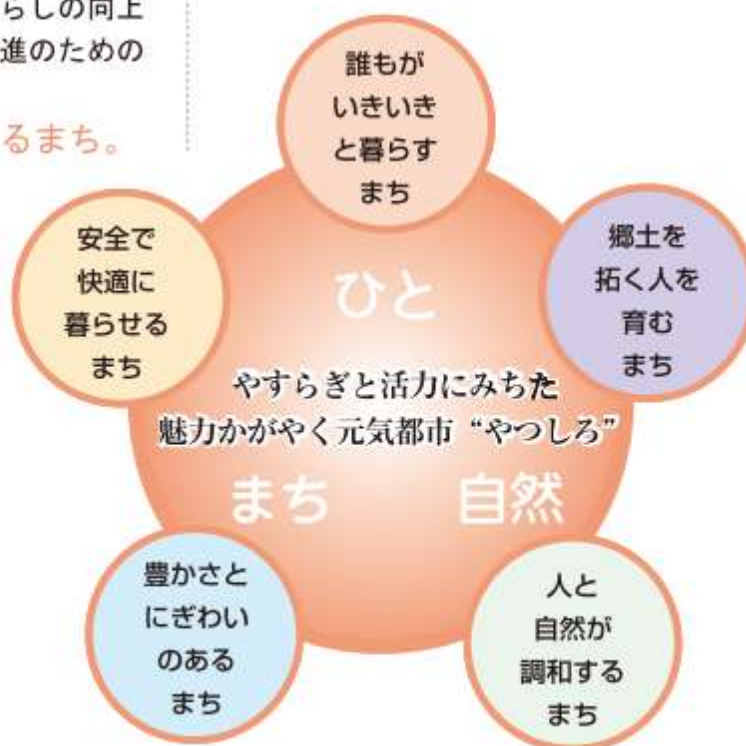 らしの向上
進のための
るまち。
誰もが
いきいき
と暮らす
まち
安全で
快適に
暮らせる
まち
郷土を
拓く人を
育む
まち
ひと
やすらぎと活力にみちた
魅力かがやく元気都市“やつしろ”
まち 自然
豊かさと
にぎわい
のある
まち
人と
自然が
調和する
まち